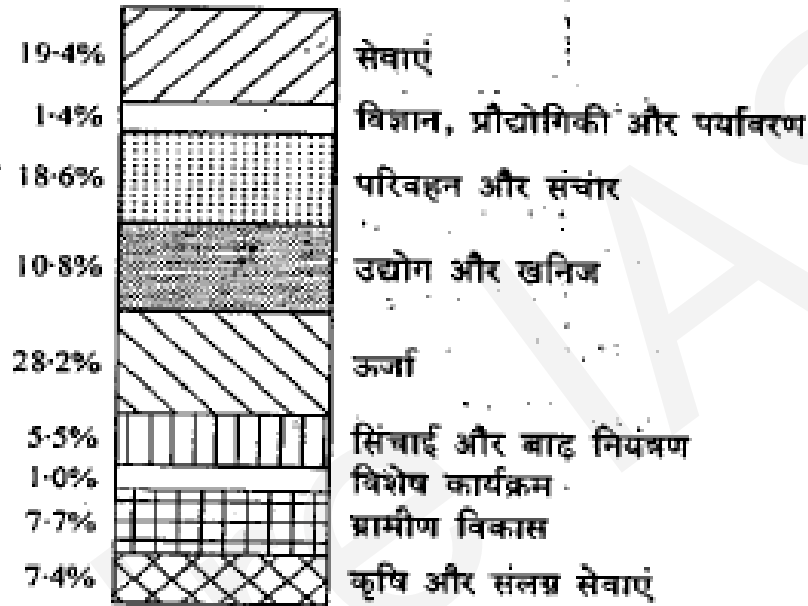 19·4% सेवाएं
1·4% विज्ञान, प्रौद्योगिकी और पर्यावरण
18·6% परिवहन और संचार
10·8% उद्योग और खनिज
28·2% ऊर्जा
5·5% सिंचाई और बाढ़ नियंत्रण
1·0% विशेष कार्यक्रम
7·7% ग्रामीण विकास
7·4% कृषि और संलग्न सेवाएं